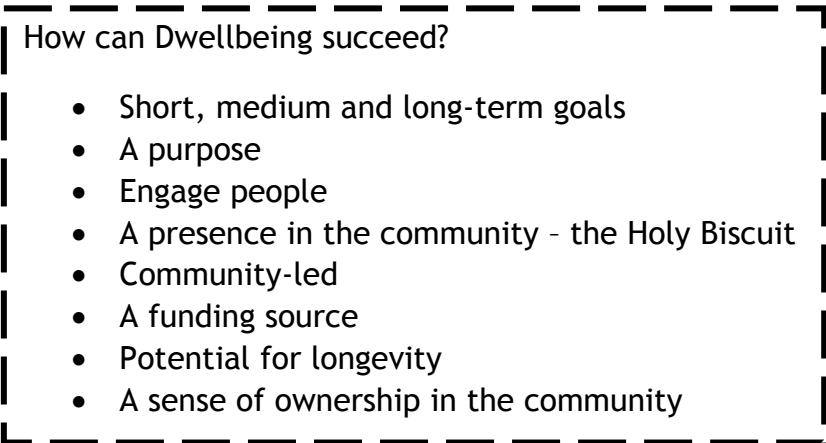 How can Dwellbeing succeed?
• Short, medium and long-term goals
• A purpose
• Engage people
• A presence in the community – the Holy Biscuit
• Community-led
• A funding source
• Potential for longevity
• A sense of ownership in the community